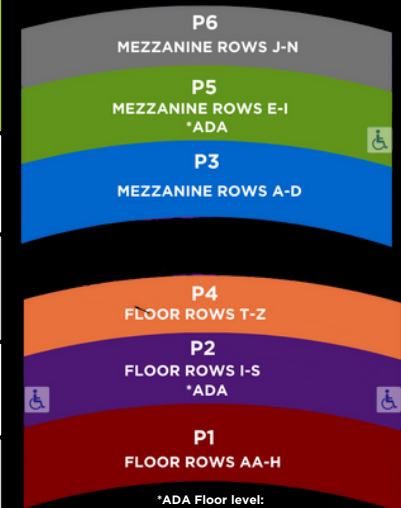 P6
MEZZANINE ROWS J-N
P5
MEZZANINE ROWS E-I
*ADA
P3
MEZZANINE ROWS A-D
P4
FLOOR ROWS T-Z
P2
FLOOR ROWS I-S
*ADA
P1
FLOOR ROWS AA-H
*ADA Floor level: